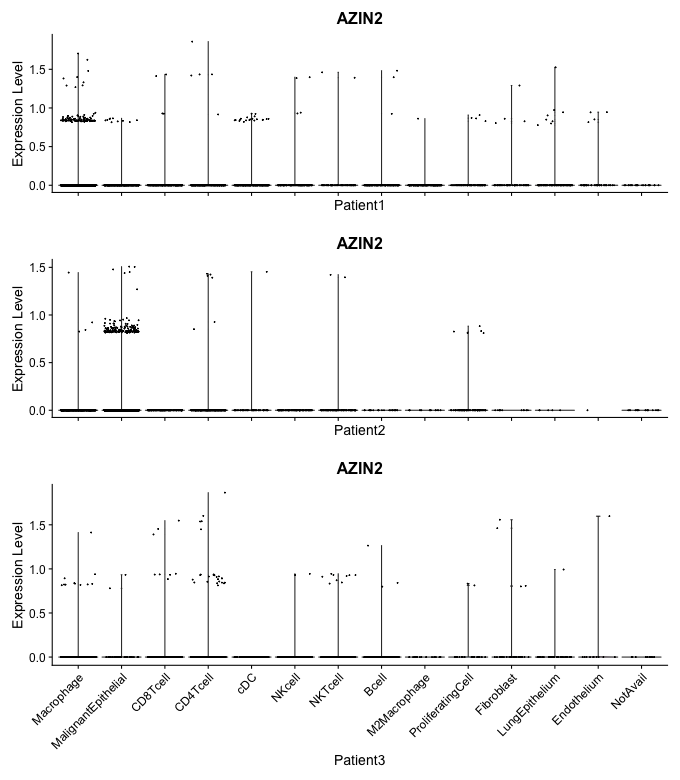 AZIN2
Expression Level
1.5
1.0
0.5
0.0
Patient1
AZIN2
Expression Level
1.5
1.0
0.5
0.0
Patient2
AZIN2
Expression Level
1.5
1.0
0.5
0.0
Macrophage
MalignantEpithelial
CD8Tcell
CD4Tcell
cDC
NKcell
NKTcell
Bcell
M2Macrophage
ProliferatingCell
Fibroblast
LungEpithelium
Endothelium
NotAvail
Patient3